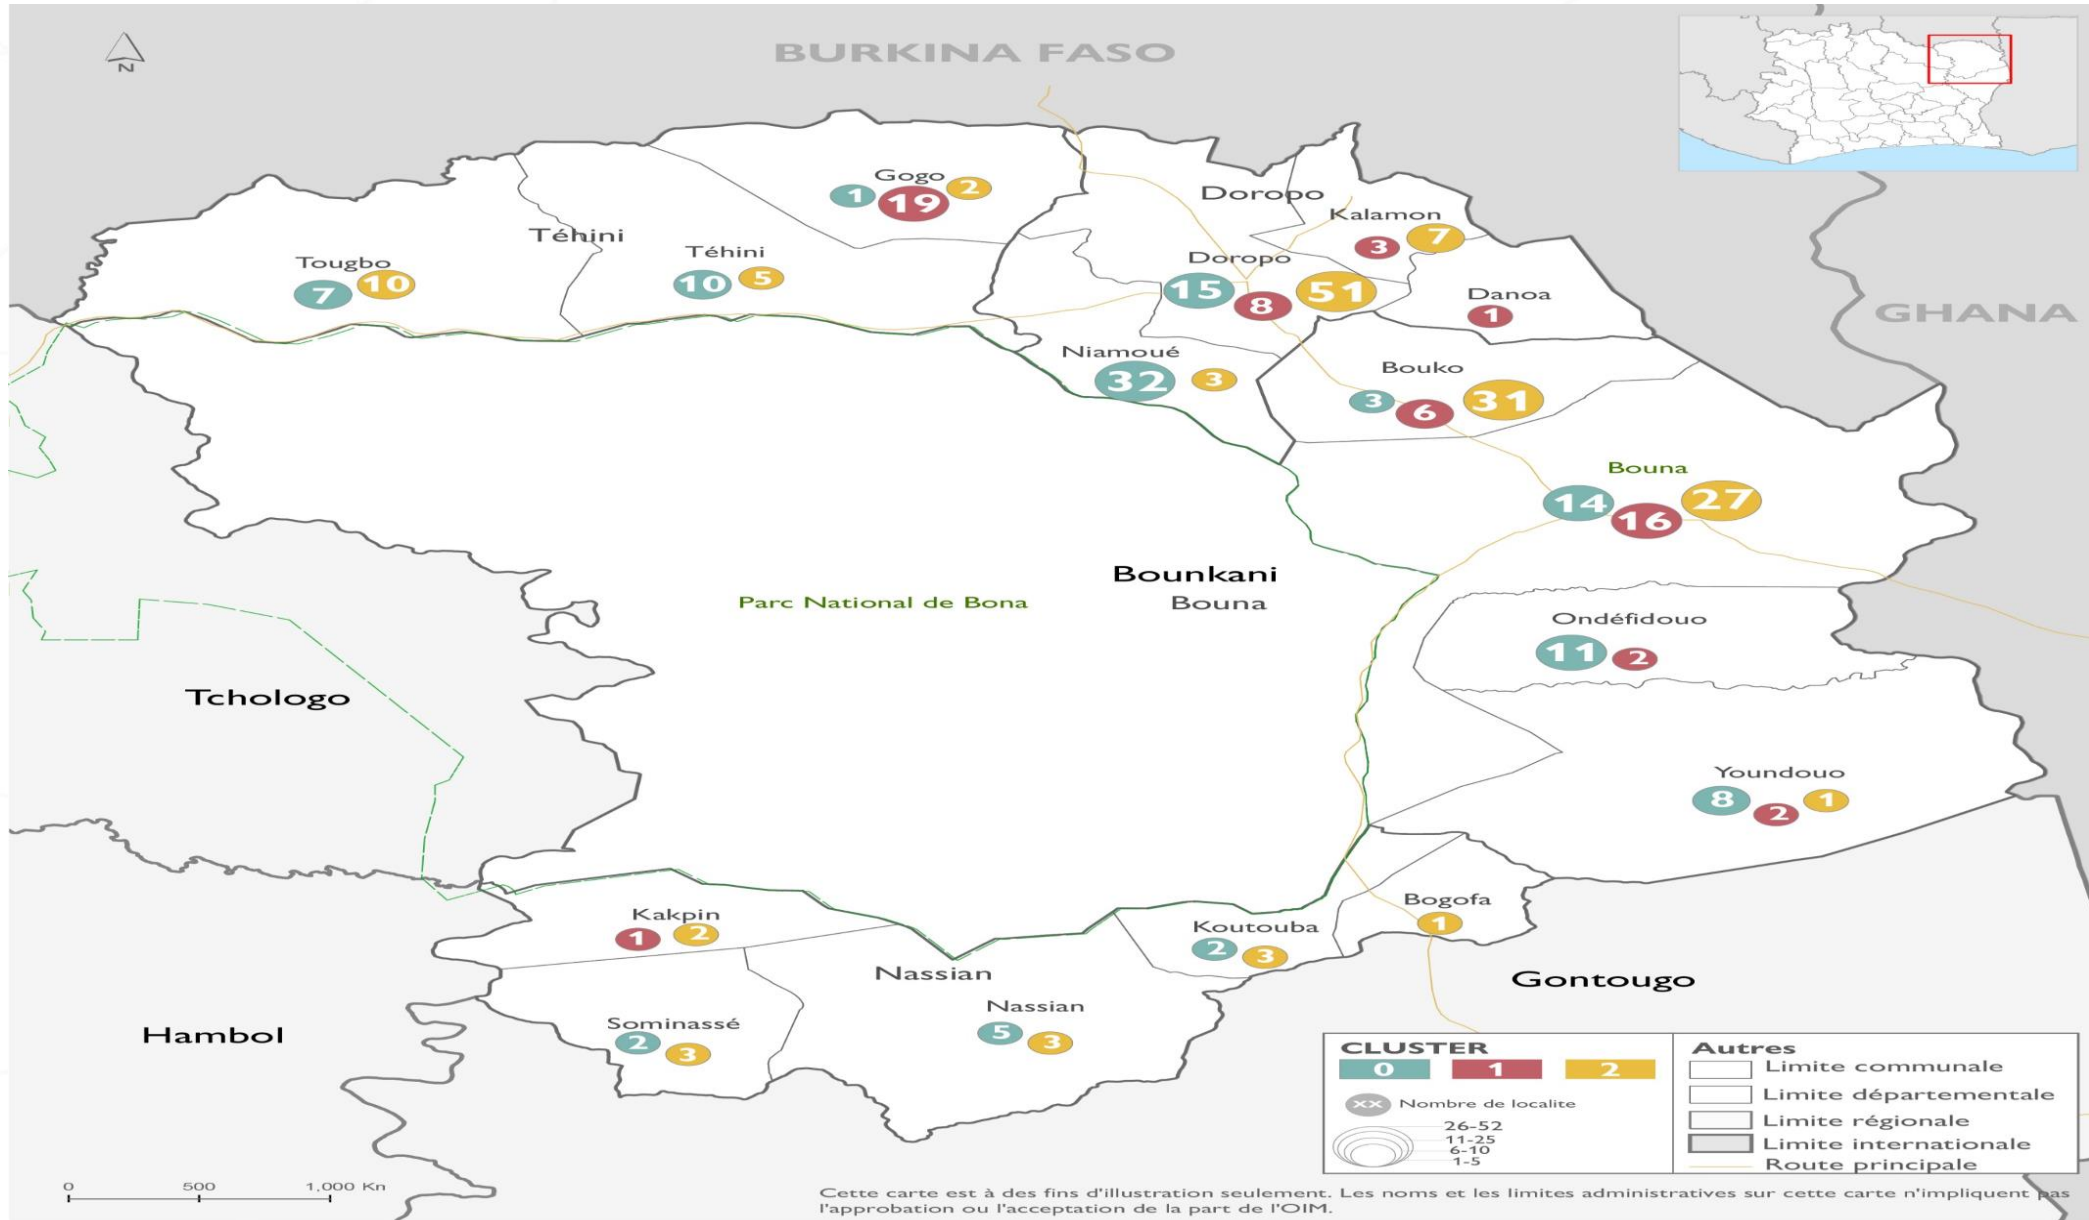 BURKINA FASO
N
Gogo
1 19 2
Doropo
Kalamon
3 7
Téhini
Tougbo
7 10
Téhini
10 5
Doropo
15 8 51
Danoa
1
GHANA
Niamoué
32 3
Bouko
3 6 31
Bouna
14 16 27
Bounkani
Bouna
Parc National de Bona
Ondéfidouo
11 2
Tchologo
Youndouo
8 2 1
Kakpin
1 2
Koutouba
2 3
Bogofa
1
Nassian
Nassian
5 3
Gontougo
Sominassé
2 3
Hambol
CLUSTER
0 1 2
xx Nombre de localite
26-52
11-25
6-10
1-5
Autres
Limite communale
Limite départementale
Limite régionale
Limite internationale
Route principale
0 500 1,000 Kn
Cette carte est à des fins d'illustration seulement. Les noms et les limites administratives sur cette carte n'impliquent pas
l'approbation ou l'acceptation de la part de l'OIM.